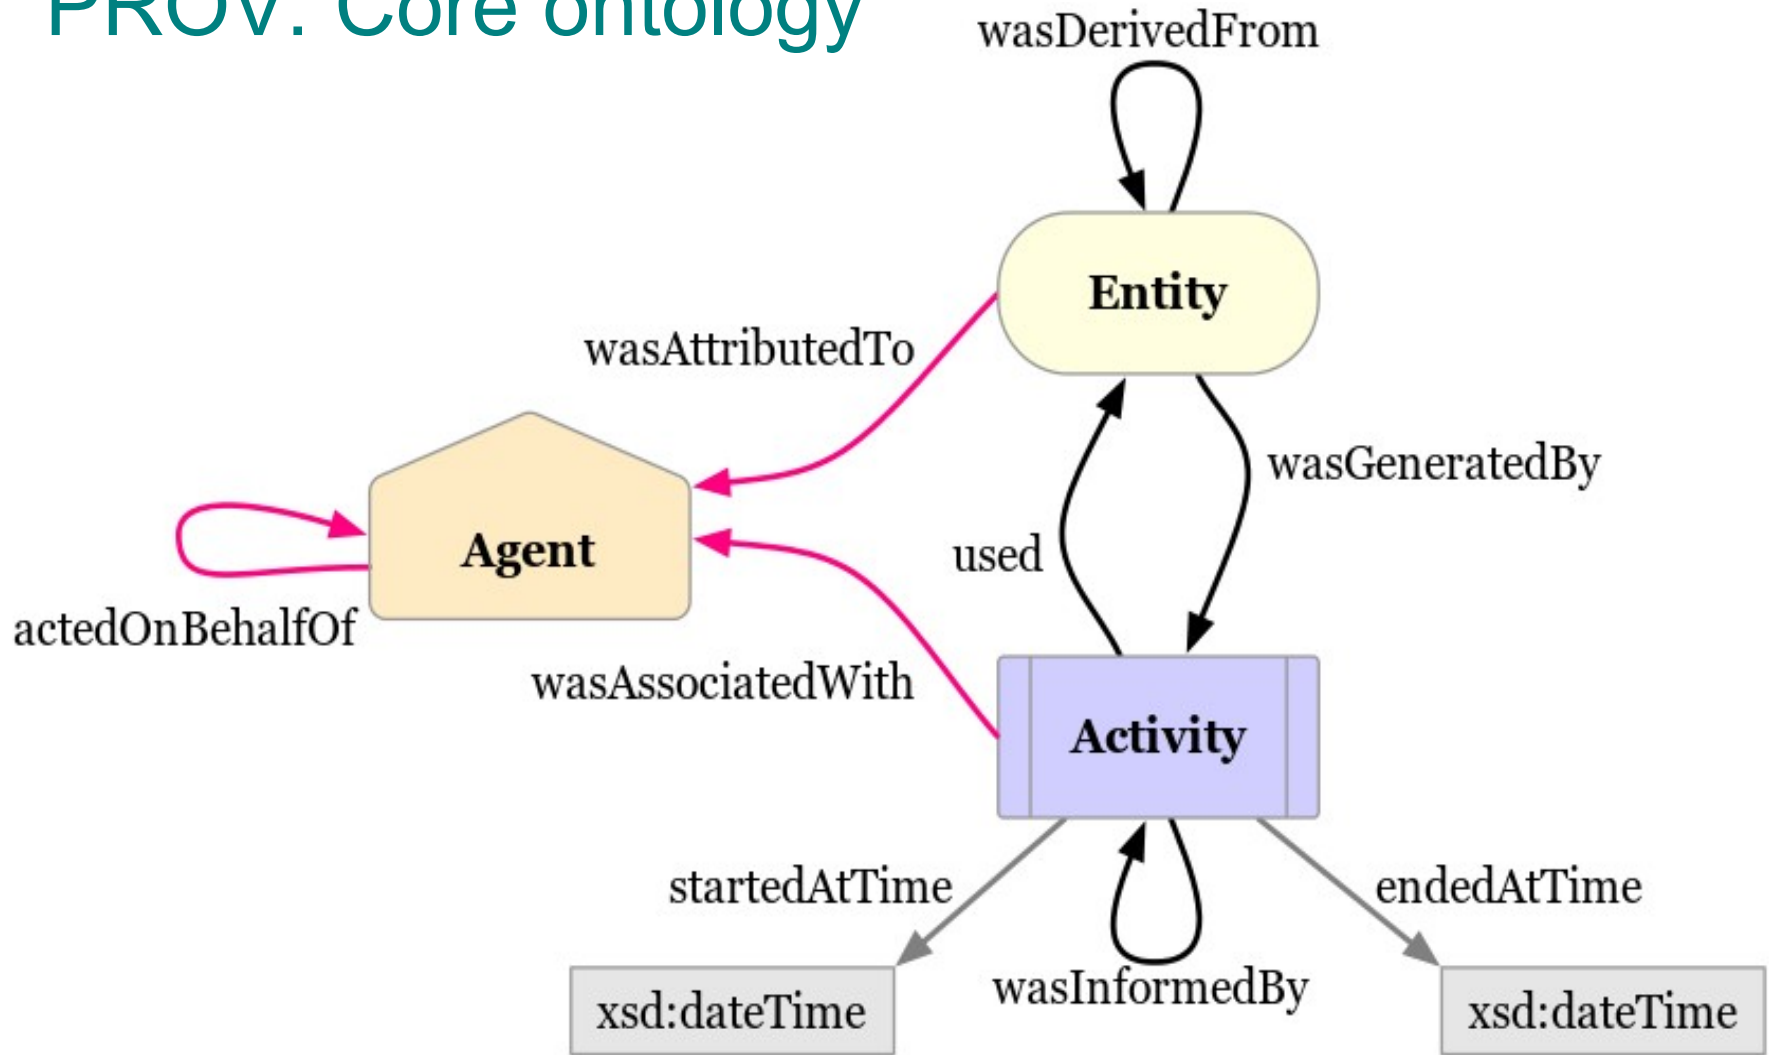 PROV: Core ontology
wasDerivedFrom
Entity
wasAttributedTo
wasGeneratedBy
used
Agent
actedOnBehalfOf
wasAssociatedWith
Activity
startedAtTime
endedAtTime
wasInformedBy
xsd:dateTime
xsd:dateTime